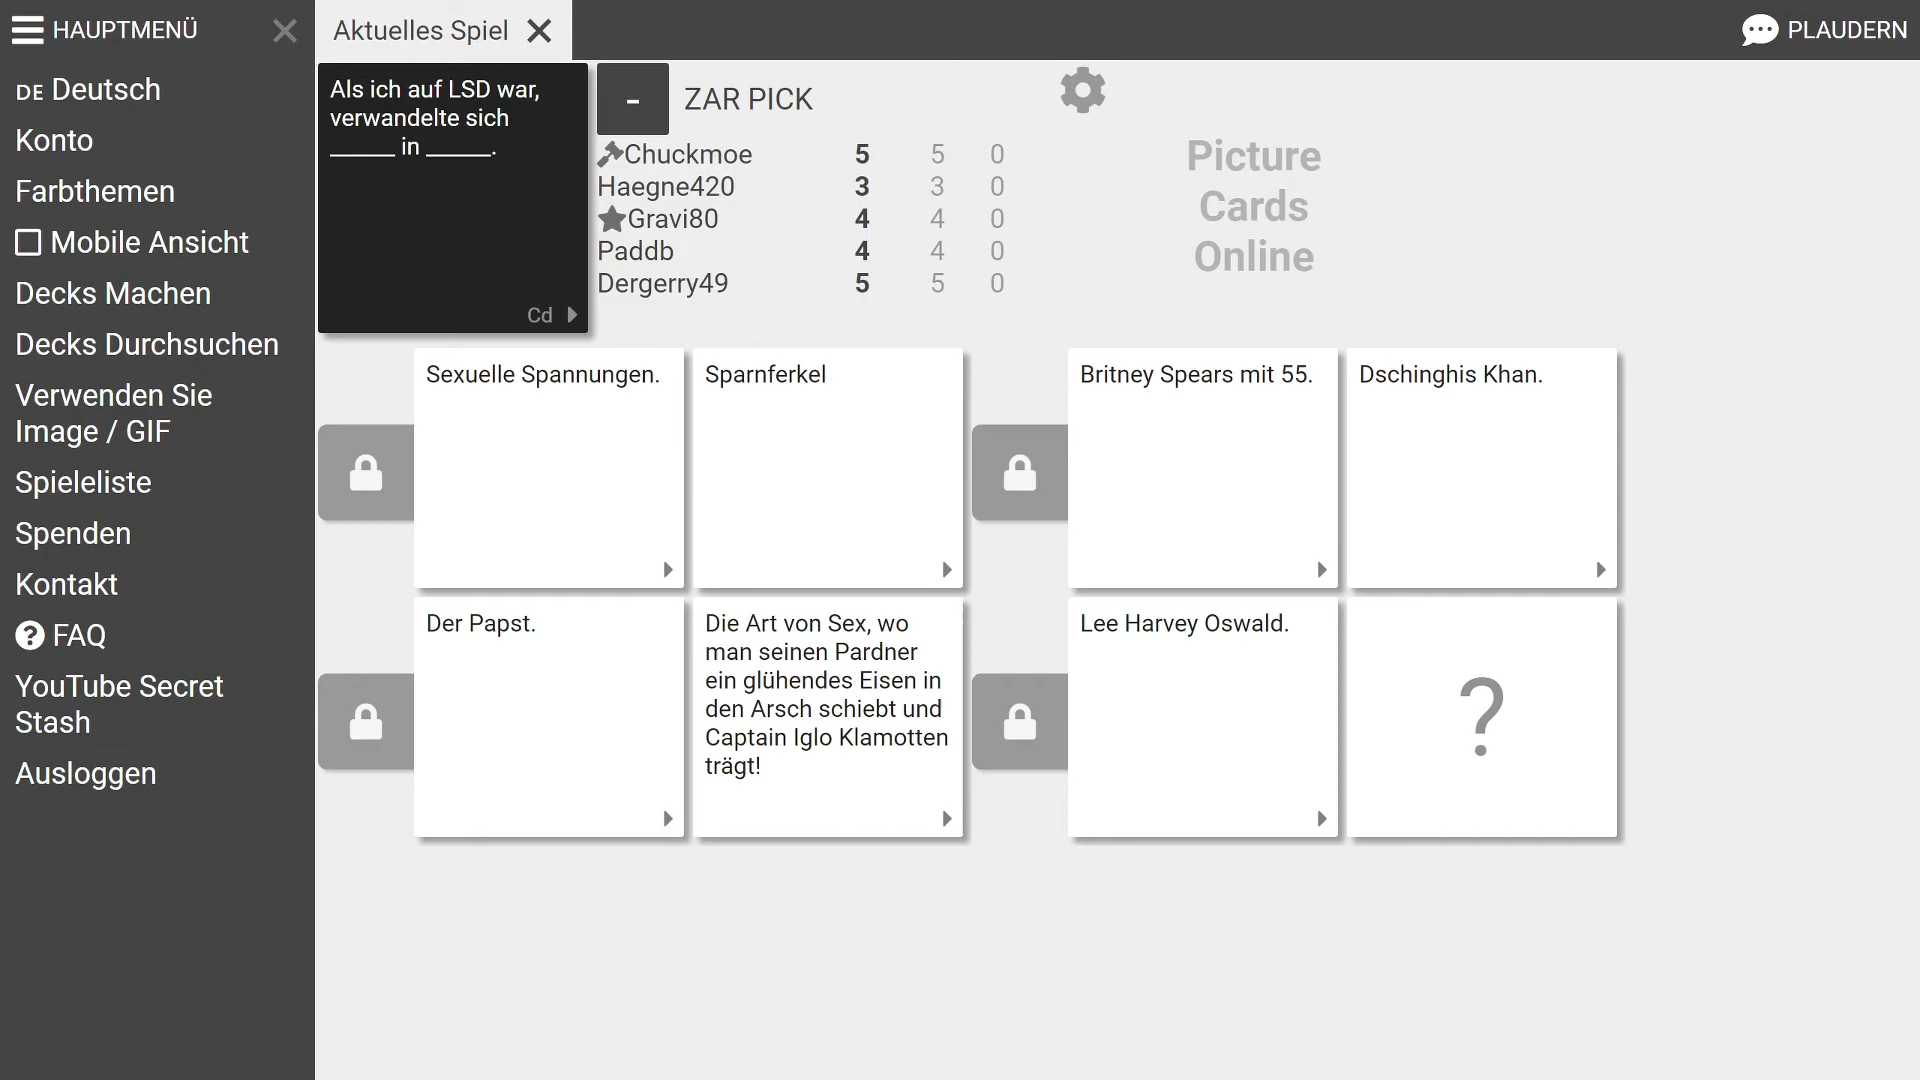 HAUPTMENÜ
DE Deutsch
Konto
Farbthemen
Mobile Ansicht
Decks Machen
Decks Durchsuchen
Verwenden Sie
Image / GIF
Spieleliste
Spenden
Kontakt
? FAQ
YouTube Secret
Stash
Ausloggen
Aktuelles Spiel
PLAUDERN
Als ich auf LSD war,
verwandelte sich
______ in ______.
Cd
- ZAR PICK
Chuckmoe 5 5 0
Haegne420 3 3 0
Gravi80 4 4 0
Paddb 4 4 0
Dergerry49 5 5 0
Picture
Cards
Online
Sexuelle Spannungen.
Sparnferkel
Britney Spears mit 55.
Dschinghis Khan.
Der Papst.
Die Art von Sex, wo
man seinen Pardner
ein glühendes Eisen in
den Arsch schiebt und
Captain Iglo Klamotten
trägt!
Lee Harvey Oswald.
?